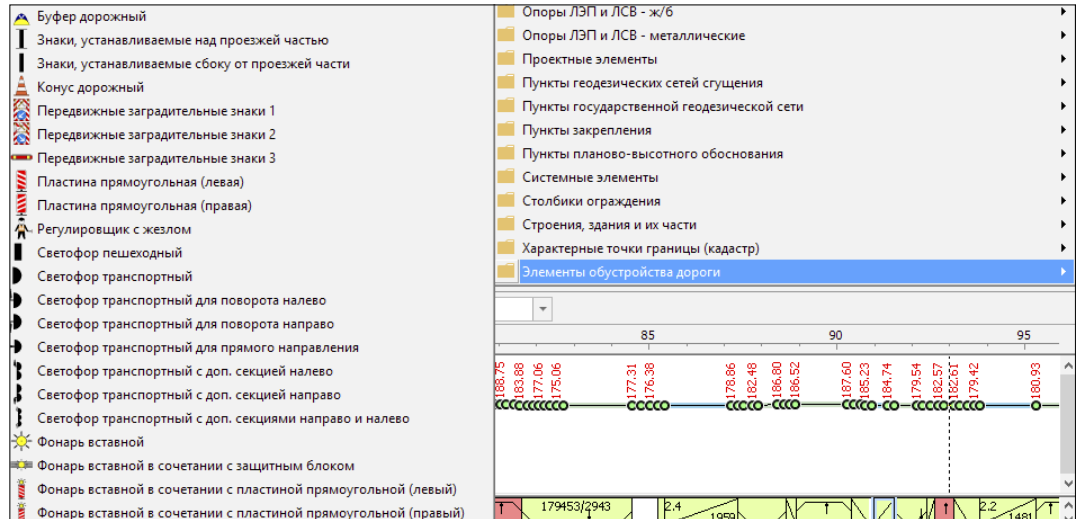 Буфер дорожный
Знаки, устанавливаемые над проезжей частью
Знаки, устанавливаемые сбоку от проезжей части
Конус дорожный
Передвижные заградительные знаки 1
Передвижные заградительные знаки 2
Передвижные заградительные знаки 3
Пластина прямоугольная (левая)
Пластина прямоугольная (правая)
Регулировщик с жезлом
Светофор пешеходный
Светофор транспортный
Светофор транспортный для поворота налево
Светофор транспортный для поворота направо
Светофор транспортный для прямого направления
Светофор транспортный с доп. секцией налево
Светофор транспортный с доп. секцией направо
Светофор транспортный с доп. секциями направо и налево
Фонарь вставной
Фонарь вставной в сочетании с защитным блоком
Фонарь вставной в сочетании с пластиной прямоугольной (левый)
Фонарь вставной в сочетании с пластиной прямоугольной (правый)
Опоры ЛЭП и ЛСВ - ж/б
Опоры ЛЭП и ЛСВ - металлические
Проектные элементы
Пункты геодезических сетей сгущения
Пункты государственной геодезической сети
Пункты закрепления
Пункты планово-высотного обоснования
Системные элементы
Столбики ограждения
Строения, здания и их части
Характерные точки границы (кадастр)
Элементы обустройства дороги
85 90 95
188.75
183.88
177.06
175.06
177.31
176.38
178.86
182.48
186.80
186.52
187.60
185.23
184.74
179.54
182.57
182.61
179.42
180.93
179453/2943
2.4
1959
2.2
1481